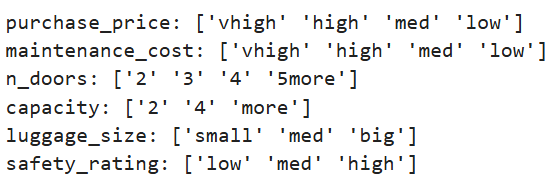 purchase_price: ['vhigh' 'high' 'med' 'low']
maintenance_cost: ['vhigh' 'high' 'med' 'low']
n_doors: ['2' '3' '4' '5more']
capacity: ['2' '4' 'more']
luggage_size: ['small' 'med' 'big']
safety_rating: ['low' 'med' 'high']